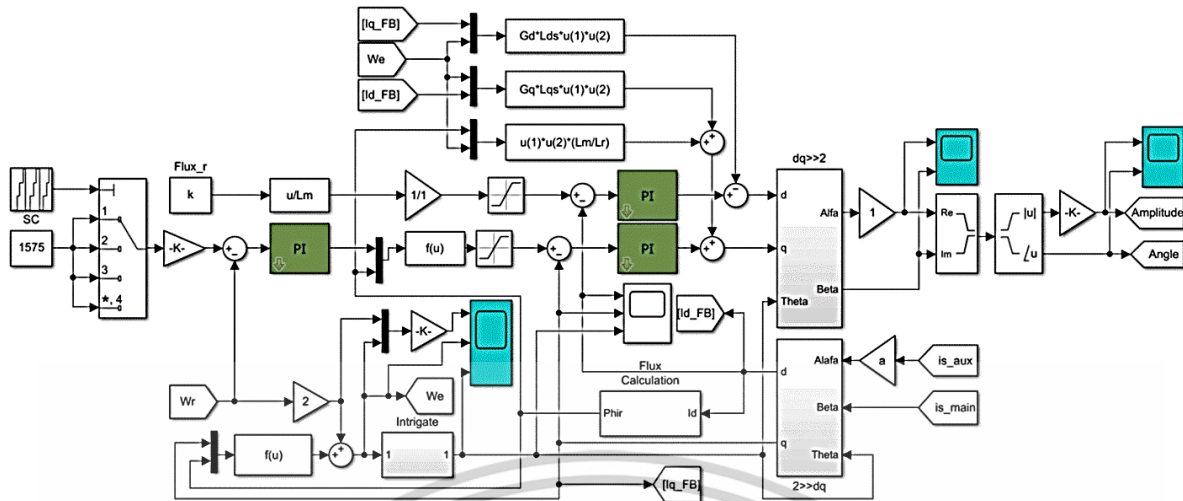 [Iq_FB]
We
[Id_FB]
Gd*Lds*u(1)*u(2)
Gq*Lqs*u(1)*u(2)
u(1)*u(2)*(Lm/Lr)
+
+
SC
1575
1
2
3
*, 4
-K-
+
−
PI
Flux_r
k
u/Lm
1/1
f(u)
+
−
+
−
PI
PI
+
−
+
+
dq>>2
d
q
Theta
Alfa
Beta
1
Re
Im
|u|
∠u
-K-
Amplitude
Angle
-K-
[Id_FB]
Flux
Calculation
Phir
Id
d
q
Alafa
Beta
Theta
2>>dq
a
is_aux
is_main
Wr
2
We
Intrigate
f(u)
+
+
1
1
[Iq_FB]